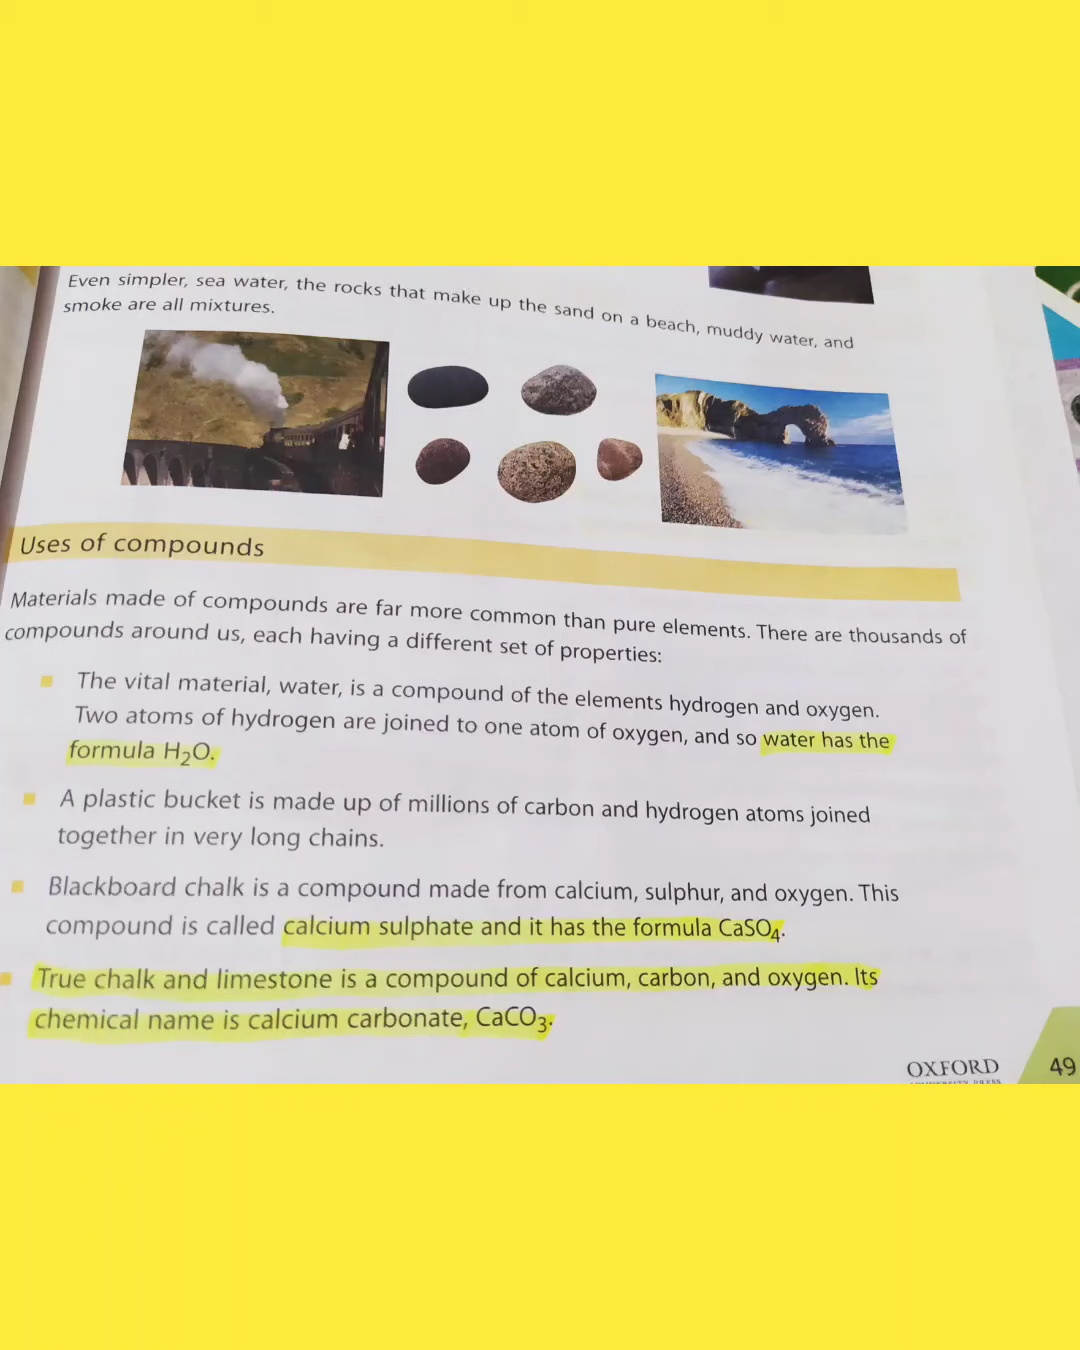 Even simpler, sea water, the rocks that make up the sand on a beach, muddy water, and
smoke are all mixtures.
Uses of compounds
Materials made of compounds are far more common than pure elements. There are thousands of
compounds around us, each having a different set of properties:
The vital material, water, is a compound of the elements hydrogen and oxygen.
Two atoms of hydrogen are joined to one atom of oxygen, and so water has the
formula H₂O.
A plastic bucket is made up of millions of carbon and hydrogen atoms joined
together in very long chains.
Blackboard chalk is a compound made from calcium, sulphur, and oxygen. This
compound is called calcium sulphate and it has the formula CaSO₄.
True chalk and limestone is a compound of calcium, carbon, and oxygen. Its
chemical name is calcium carbonate, CaCO₃.
OXFORD
49